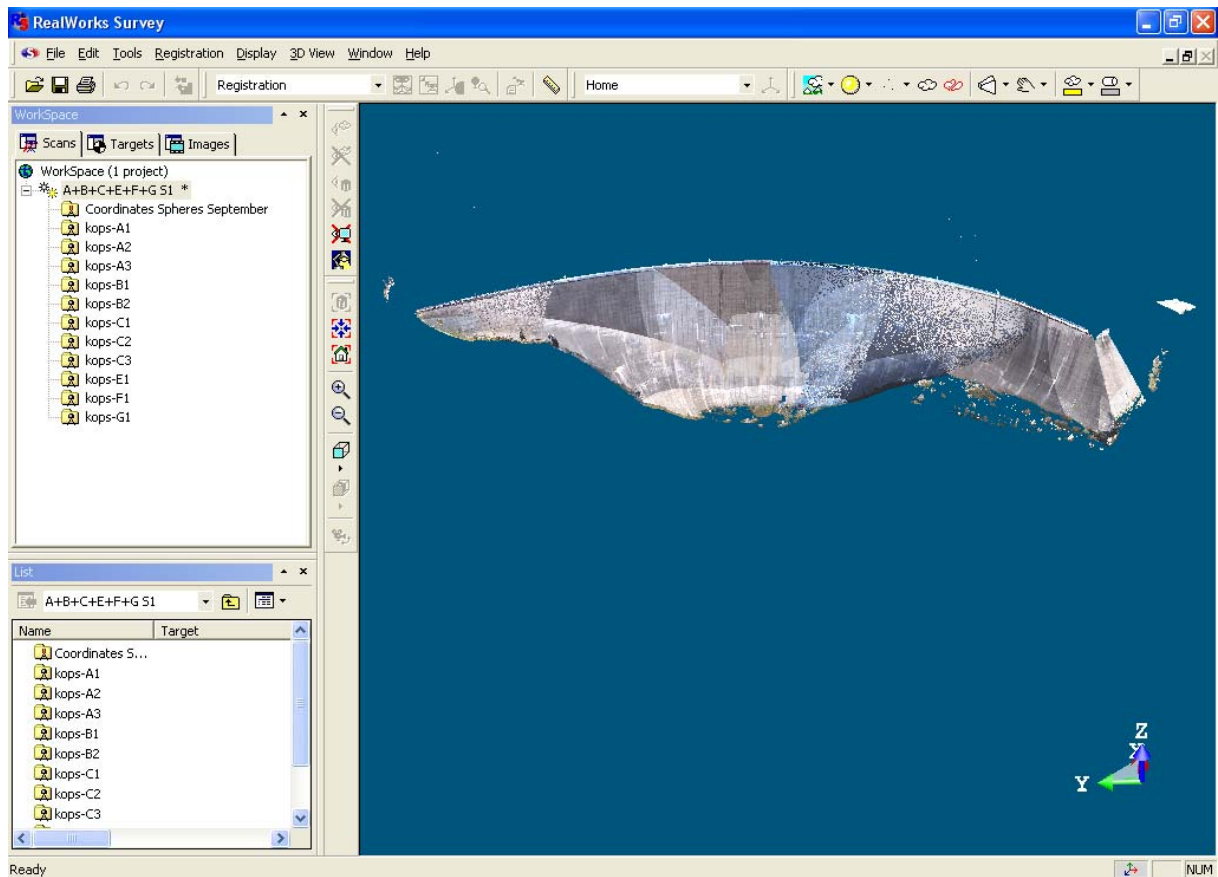 RealWorks Survey
File Edit Tools Registration Display 3D View Window Help
Registration Home
WorkSpace
Scans Targets Images
WorkSpace (1 project)
A+B+C+E+F+G S1 *
Coordinates Spheres September
kops-A1
kops-A2
kops-A3
kops-B1
kops-B2
kops-C1
kops-C2
kops-C3
kops-E1
kops-F1
kops-G1
List
A+B+C+E+F+G S1
Name Target
Coordinates S...
kops-A1
kops-A2
kops-A3
kops-B1
kops-B2
kops-C1
kops-C2
kops-C3
Z
X
Y
Ready NUM